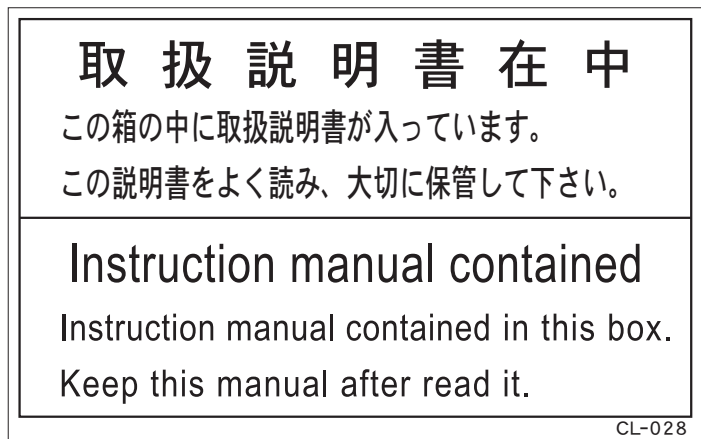 取扱説明書在中
この箱の中に取扱説明書が入っています。
この説明書をよく読み、大切に保管して下さい。
Instruction manual contained
Instruction manual contained in this box.
Keep this manual after read it.
CL-028